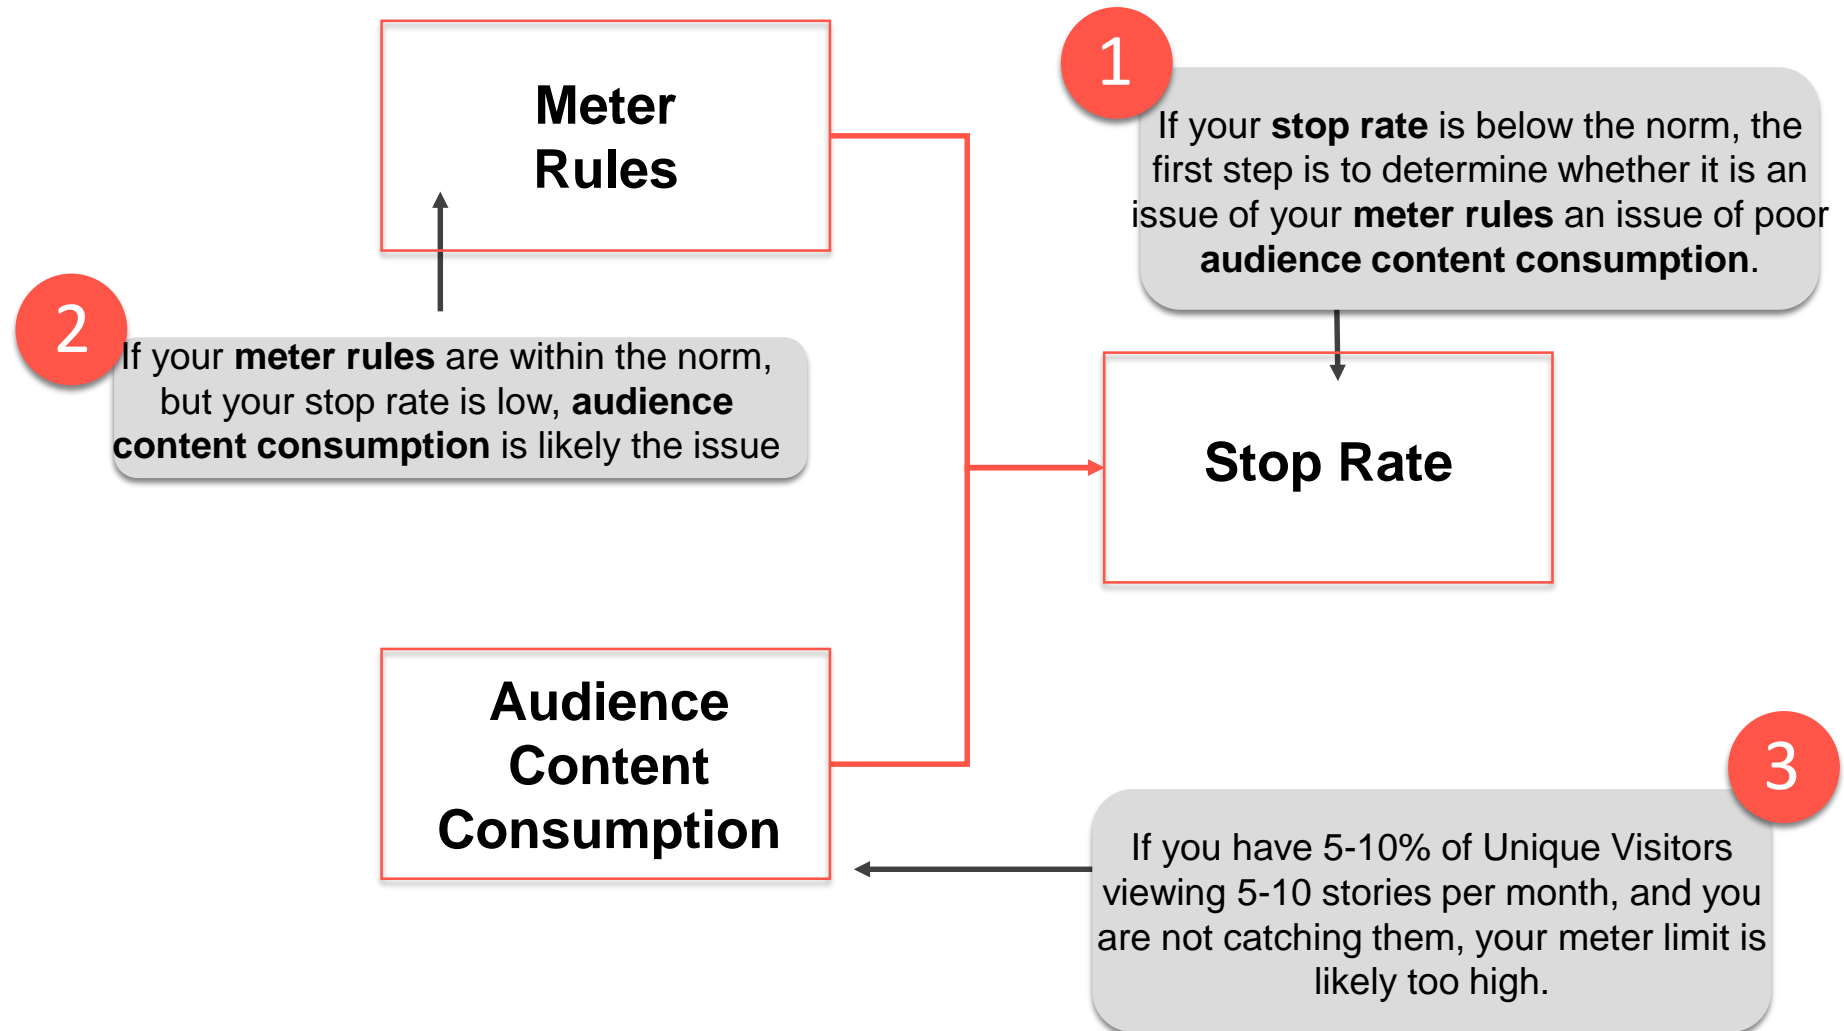 Meter
Rules
1
If your stop rate is below the norm, the
first step is to determine whether it is an
issue of your meter rules an issue of poor
audience content consumption.
2
If your meter rules are within the norm,
but your stop rate is low, audience
content consumption is likely the issue
Stop Rate
Audience
Content
Consumption
3
If you have 5-10% of Unique Visitors
viewing 5-10 stories per month, and you
are not catching them, your meter limit is
likely too high.